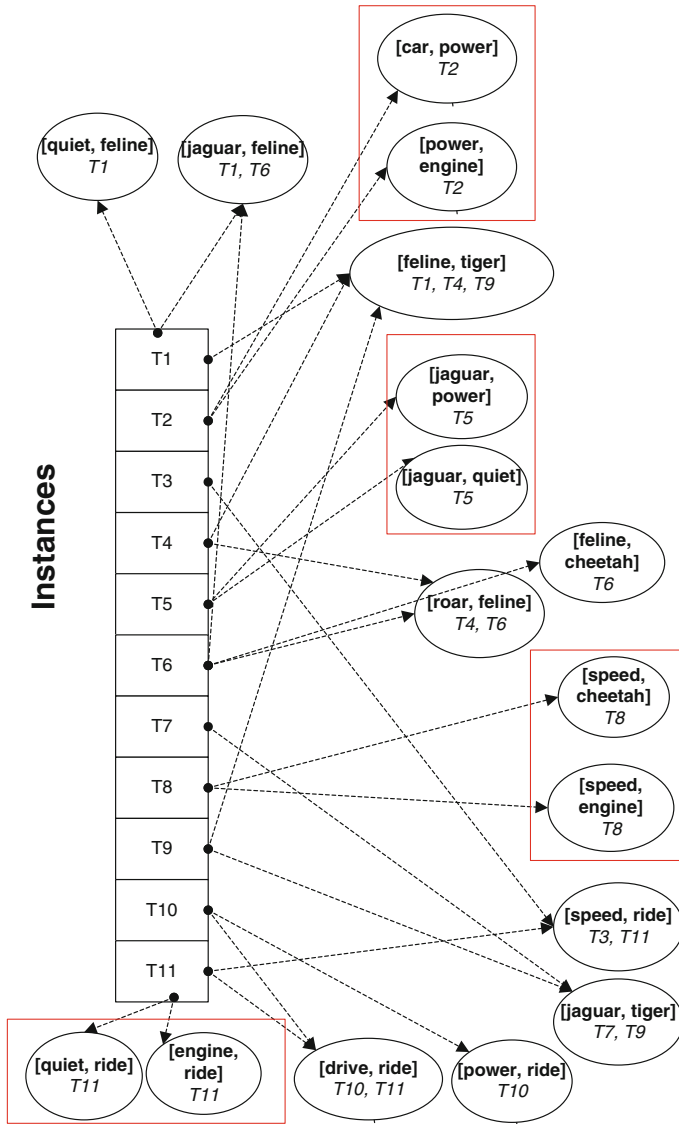 [car, power]
T2
[quiet, feline]
T1
[jaguar, feline]
T1, T6
[power,
engine]
T2
[feline, tiger]
T1, T4, T9
Instances
T1
T2
T3
T4
T5
T6
T7
T8
T9
T10
T11
[jaguar,
power]
T5
[jaguar, quiet]
T5
[feline,
cheetah]
T6
[roar, feline]
T4, T6
[speed,
cheetah]
T8
[speed,
engine]
T8
[speed, ride]
T3, T11
[jaguar, tiger]
T7, T9
[quiet, ride]
T11
[engine,
ride]
T11
[drive, ride]
T10, T11
[power, ride]
T10